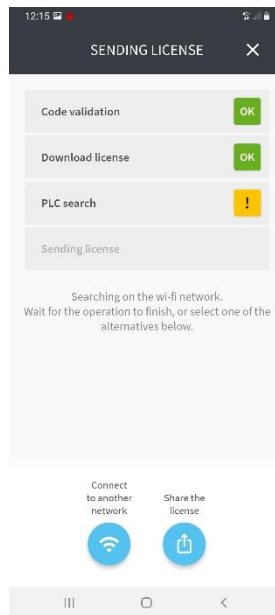 12:15
SENDING LICENSE
Code validation OK
Download license OK
PLC search !
Sending license
Searching on the wi-fi network.
Wait for the operation to finish, or select one of the
alternatives below.
Connect
to another
network
Share the
license